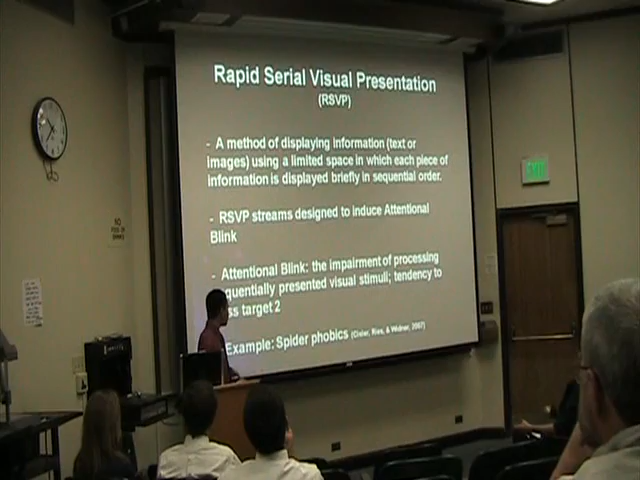 Rapid Serial Visual Presentation
(RSVP)
- A method of displaying information (text or
images) using a limited space in which each piece of
information is displayed briefly in sequential order.
- RSVP streams designed to induce Attentional
Blink
- Attentional Blink: the impairment of processing
equentially presented visual stimuli; tendency to
ss target 2
Example: Spider phobics
EXIT
NO